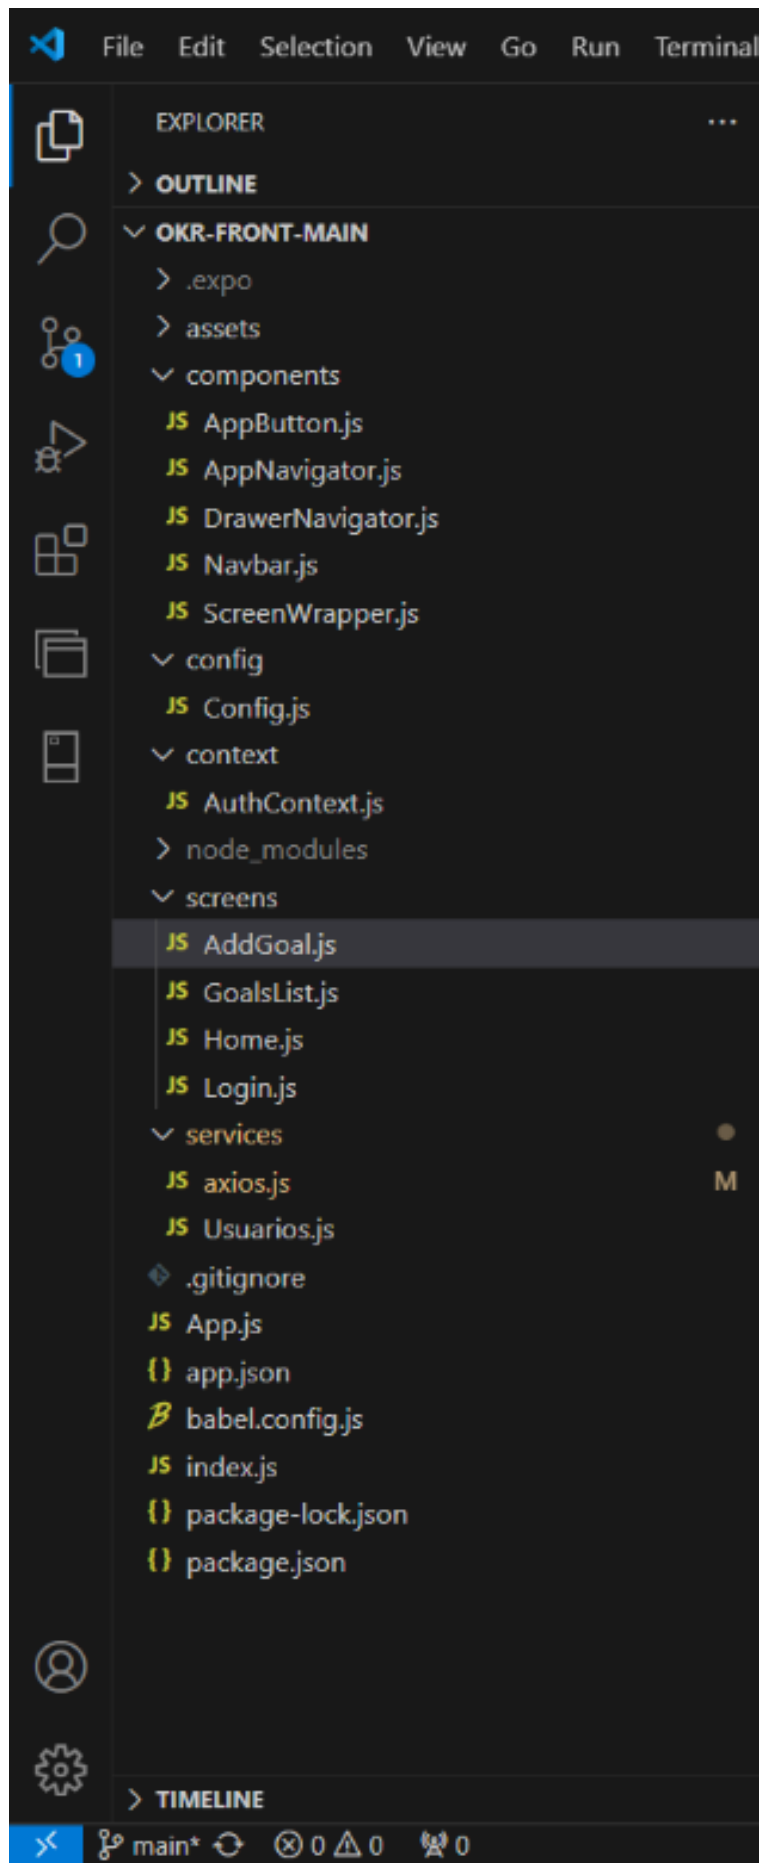 File Edit Selection View Go Run Terminal
EXPLORER ...
OUTLINE
OKR-FRONT-MAIN
.expo
assets
components
JS AppButton.js
JS AppNavigator.js
JS DrawerNavigator.js
JS Navbar.js
JS ScreenWrapper.js
config
JS Config.js
context
JS AuthContext.js
node_modules
screens
JS AddGoal.js
JS GoalsList.js
JS Home.js
JS Login.js
services
JS axios.js M
JS Usuarios.js
.gitignore
JS App.js
{} app.json
B babel.config.js
JS index.js
{} package-lock.json
{} package.json
1
TIMELINE
main* 0 0 0